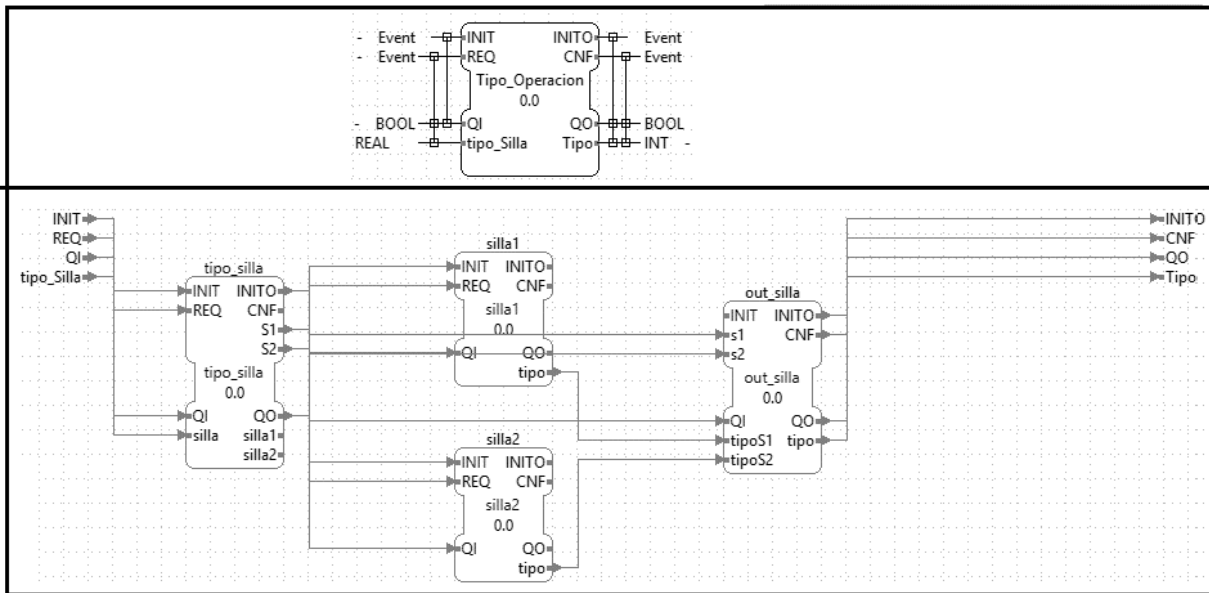 - Event INIT INITO Event
- Event REQ CNF Event
Tipo_Operacion
0.0
- BOOL QI QO BOOL
REAL tipo_Silla Tipo INT -
INIT
REQ
QI
tipo_Silla
INITO
CNF
QO
Tipo
tipo_silla
INIT INITO
REQ CNF
S1
S2
tipo_silla
0.0
QI QO
silla silla1
silla2
silla1
INIT INITO
REQ CNF
silla1
0.0
QI QO
tipo
silla2
INIT INITO
REQ CNF
silla2
0.0
QI QO
tipo
out_silla
INIT INITO
s1 CNF
s2
out_silla
0.0
QI QO
tipoS1 tipo
tipoS2